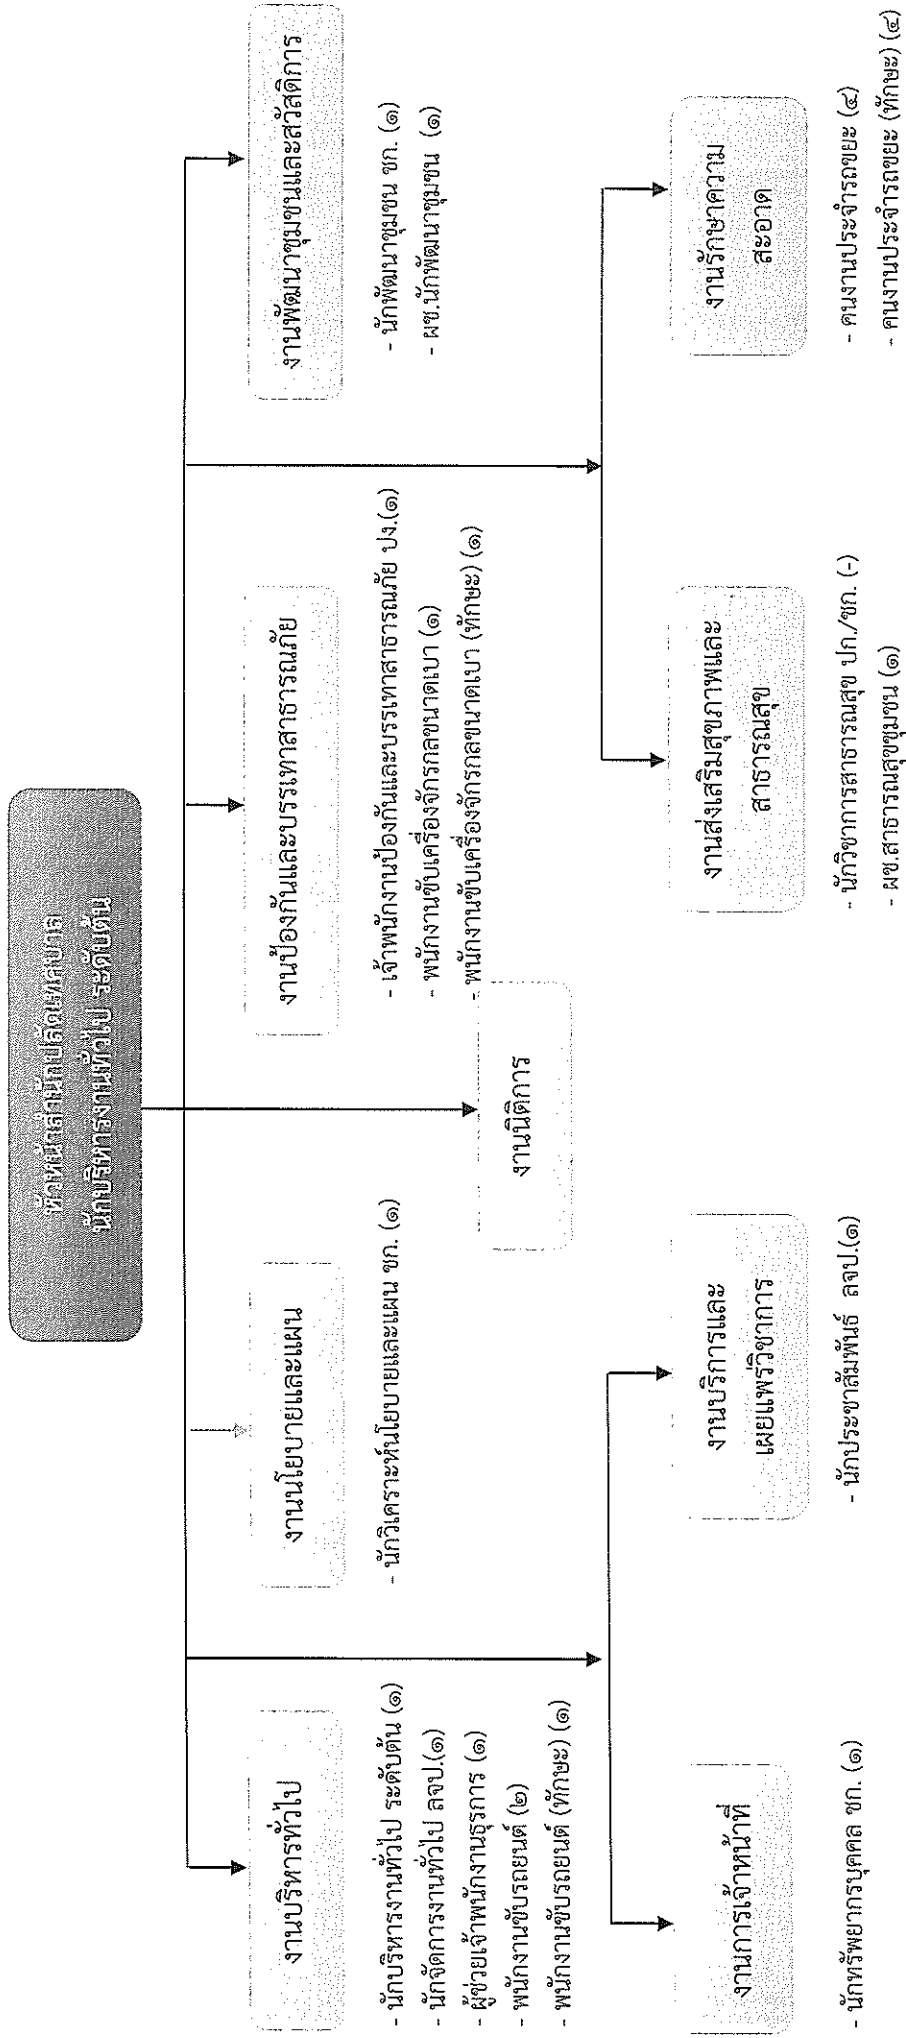 หัวหน้าสำนักปลัดเทศบาล
นักบริหารงานทั่วไป ระดับต้น
งานบริหารทั่วไป
- นักบริหารงานทั่วไป ระดับต้น (๑)
- นักจัดการงานทั่วไป ลจป.(๑)
- ผู้ช่วยเจ้าพนักงานธุรการ (๑)
- พนักงานขับรถยนต์ (๒)
- พนักงานขับรถยนต์ (ทักษะ) (๑)
งานนโยบายและแผน
- นักวิเคราะห์นโยบายและแผน ชก. (๑)
งานป้องกันและบรรเทาสาธารณภัย
- เจ้าพนักงานป้องกันและบรรเทาสาธารณภัย ปง.(๑)
- พนักงานขับเครื่องจักรกลขนาดเบา (๑)
- พนักงานขับเครื่องจักรกลขนาดเบา (ทักษะ) (๑)
งานพัฒนาชุมชนและสวัสดิการ
- นักพัฒนาชุมชน ชก. (๑)
- ผช.นักพัฒนาชุมชน (๑)
งานนิติการ
งานการเจ้าหน้าที่
- นักทรัพยากรบุคคล ชก. (๑)
งานบริการและ
เผยแพร่วิชาการ
- นักประชาสัมพันธ์ ลจป.(๑)
งานส่งเสริมสุขภาพและ
สาธารณสุข
- นักวิชาการสาธารณสุข ปก./ชก. (-)
- ผช.สาธารณสุขชุมชน (๑)
งานรักษาความ
สะอาด
- คนงานประจำรถขยะ (๔)
- คนงานประจำรถขยะ (ทักษะ) (๔)